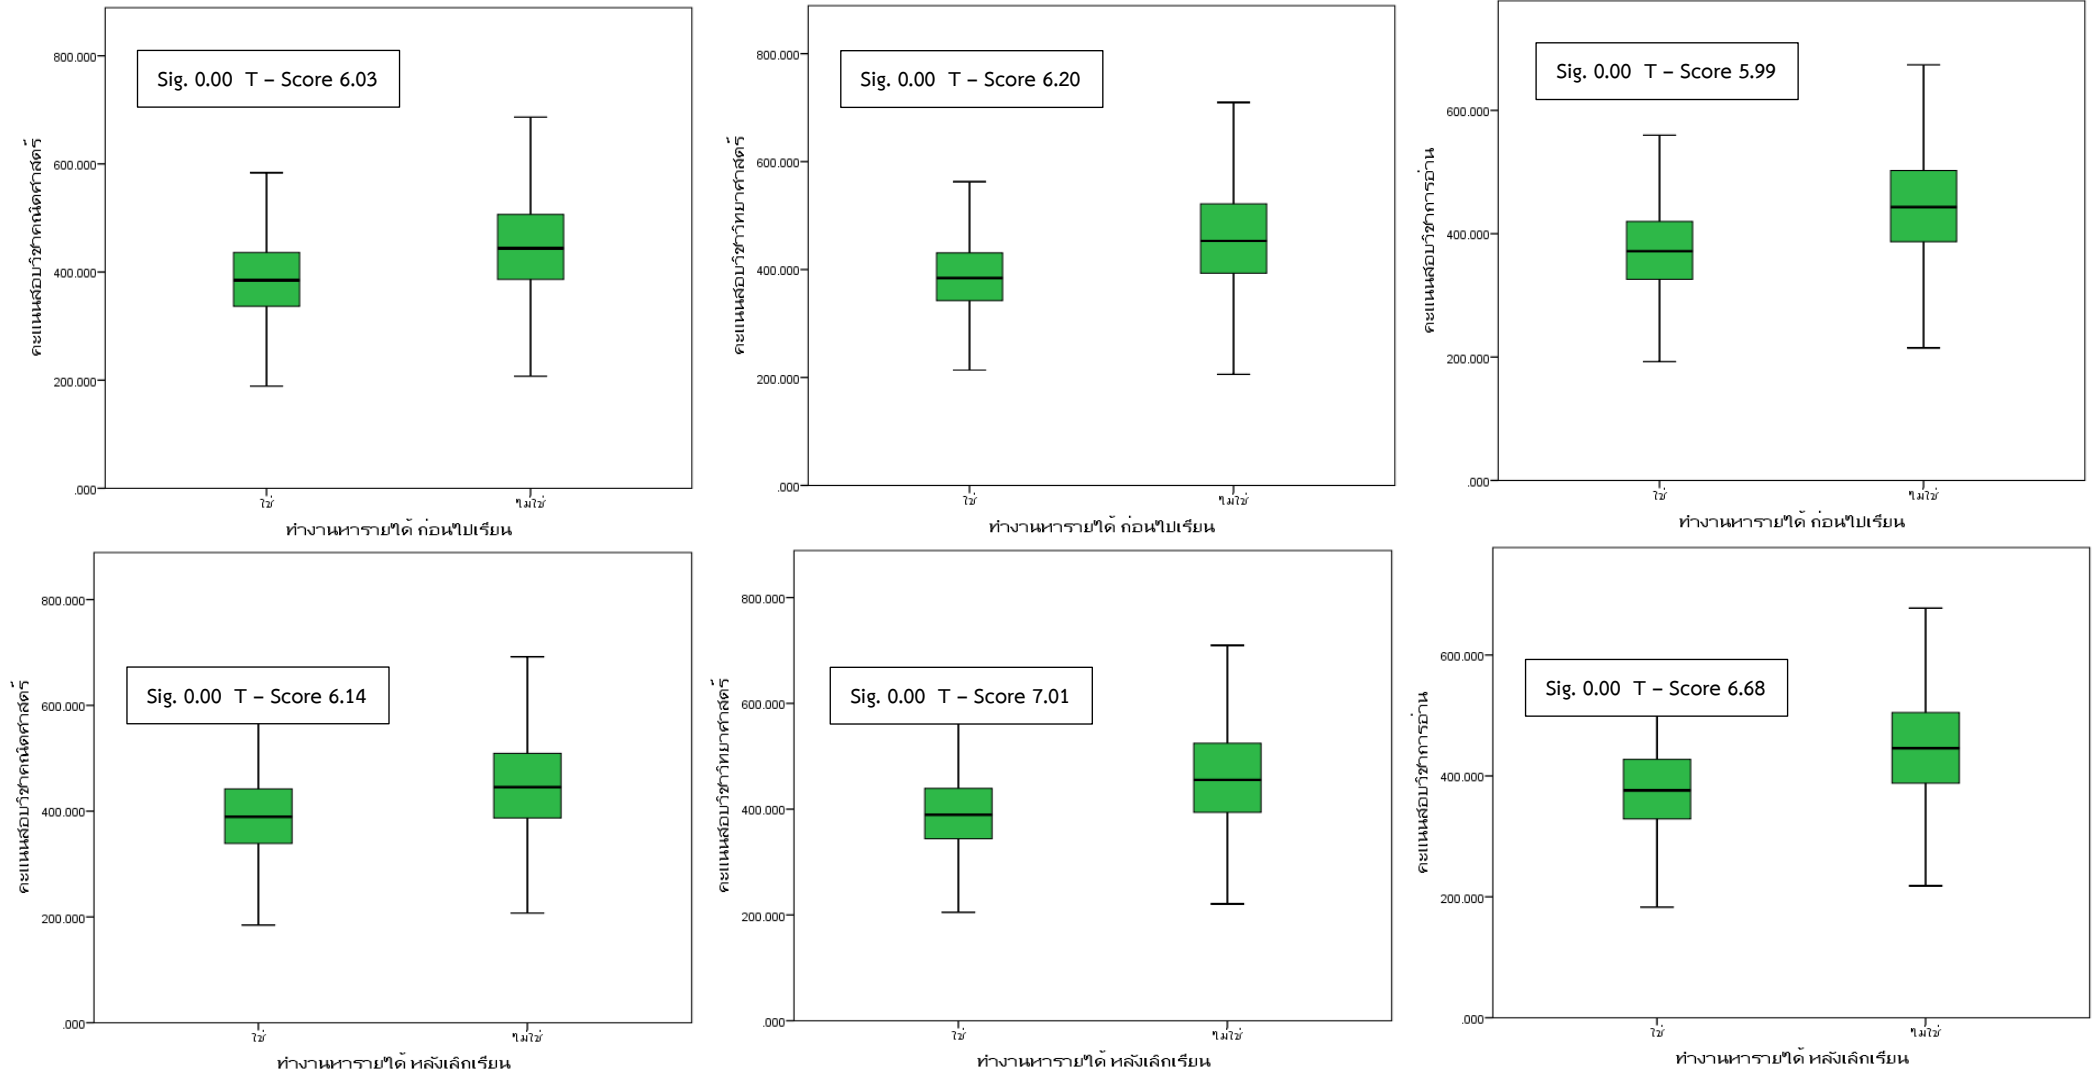 คะแนนสอบวิชาคณิตศาสตร์
800.000
600.000
400.000
200.000
.000
Sig. 0.00 T – Score 6.03
ใช่
ไม่ใช่
ทำงานหารายได้ ก่อนไปเรียน
คะแนนสอบวิชาวิทยาศาสตร์
800.000
600.000
400.000
200.000
.000
Sig. 0.00 T – Score 6.20
ใช่
ไม่ใช่
ทำงานหารายได้ ก่อนไปเรียน
คะแนนสอบวิชาการอ่าน
600.000
400.000
200.000
.000
Sig. 0.00 T – Score 5.99
ใช่
ไม่ใช่
ทำงานหารายได้ ก่อนไปเรียน
คะแนนสอบวิชาคณิตศาสตร์
800.000
600.000
400.000
200.000
.000
Sig. 0.00 T – Score 6.14
ใช่
ไม่ใช่
ทำงานหารายได้ หลังเลิกเรียน
คะแนนสอบวิชาวิทยาศาสตร์
800.000
600.000
400.000
200.000
.000
Sig. 0.00 T – Score 7.01
ใช่
ไม่ใช่
ทำงานหารายได้ หลังเลิกเรียน
คะแนนสอบวิชาการอ่าน
600.000
400.000
200.000
.000
Sig. 0.00 T – Score 6.68
ใช่
ไม่ใช่
ทำงานหารายได้ หลังเลิกเรียน